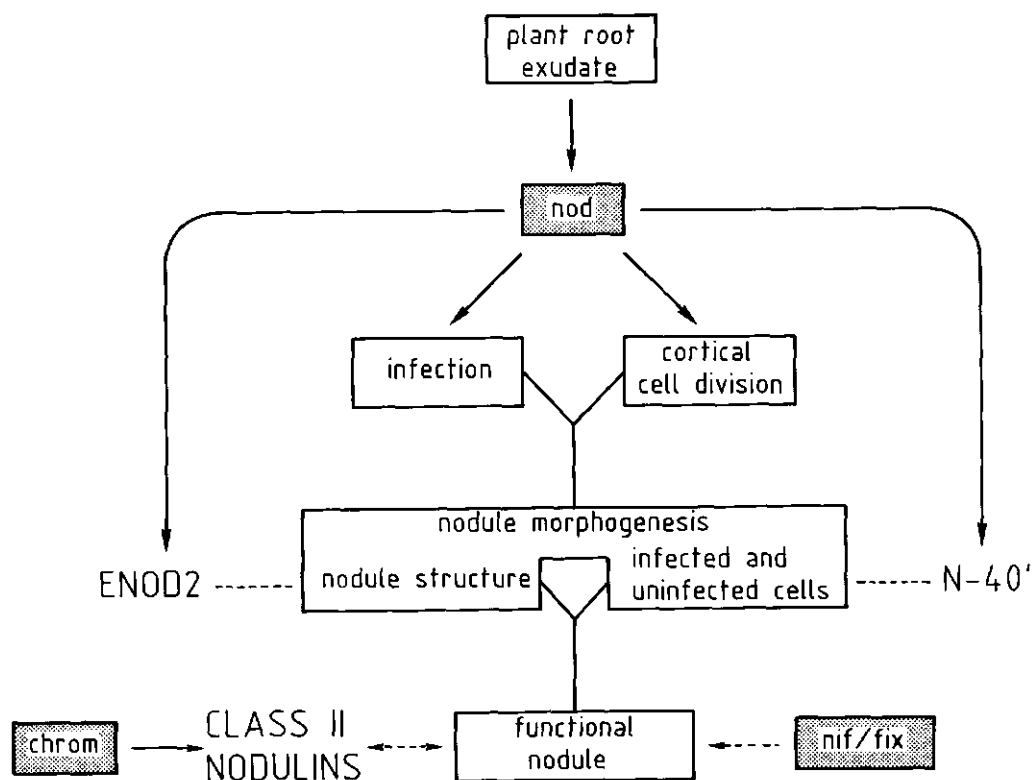 plant root
exudate
nod
infection
cortical
cell division
nodule morphogenesis
nodule structure
infected and
uninfected cells
ENOD2
N-40'
chrom
CLASS II
NODULINS
functional
nodule
nif/fix